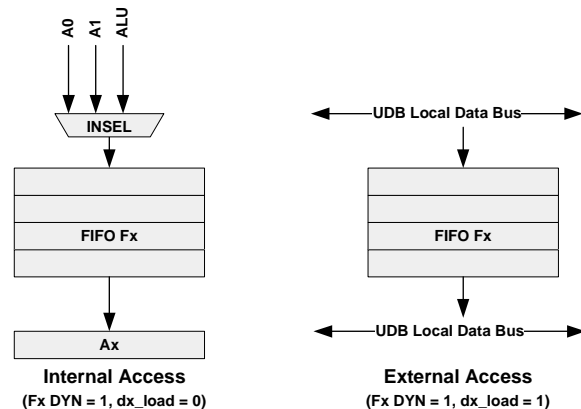 A0
A1
ALU
INSEL
UDB Local Data Bus
FIFO Fx
FIFO Fx
Ax
UDB Local Data Bus
Internal Access
(Fx DYN = 1, dx_load = 0)
External Access
(Fx DYN = 1, dx_load = 1)